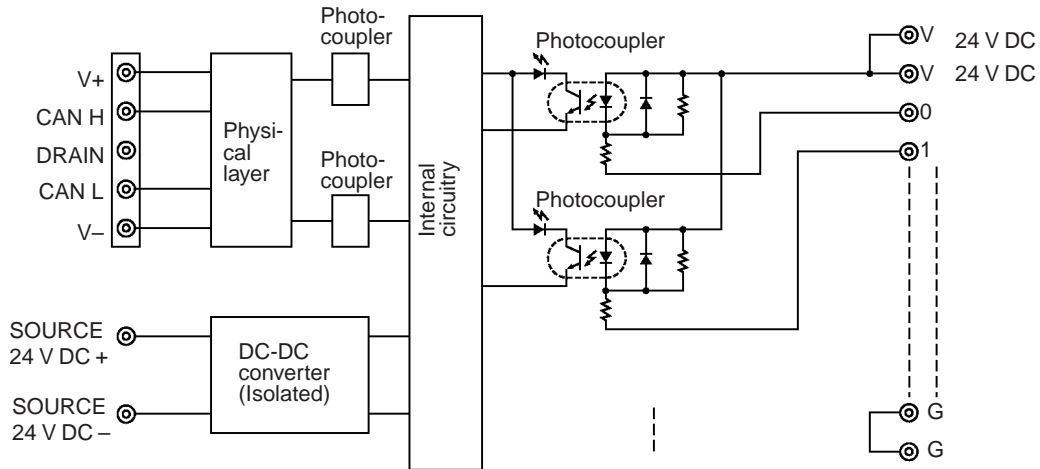 Photo-
coupler
V+
CAN H
DRAIN
CAN L
V–
Physi-
cal
layer
Photo-
coupler
SOURCE
24 V DC +
SOURCE
24 V DC –
DC-DC
converter
(Isolated)
Internal
circuitry
Photocoupler
Photocoupler
V 24 V DC
V 24 V DC
0
1
G
G